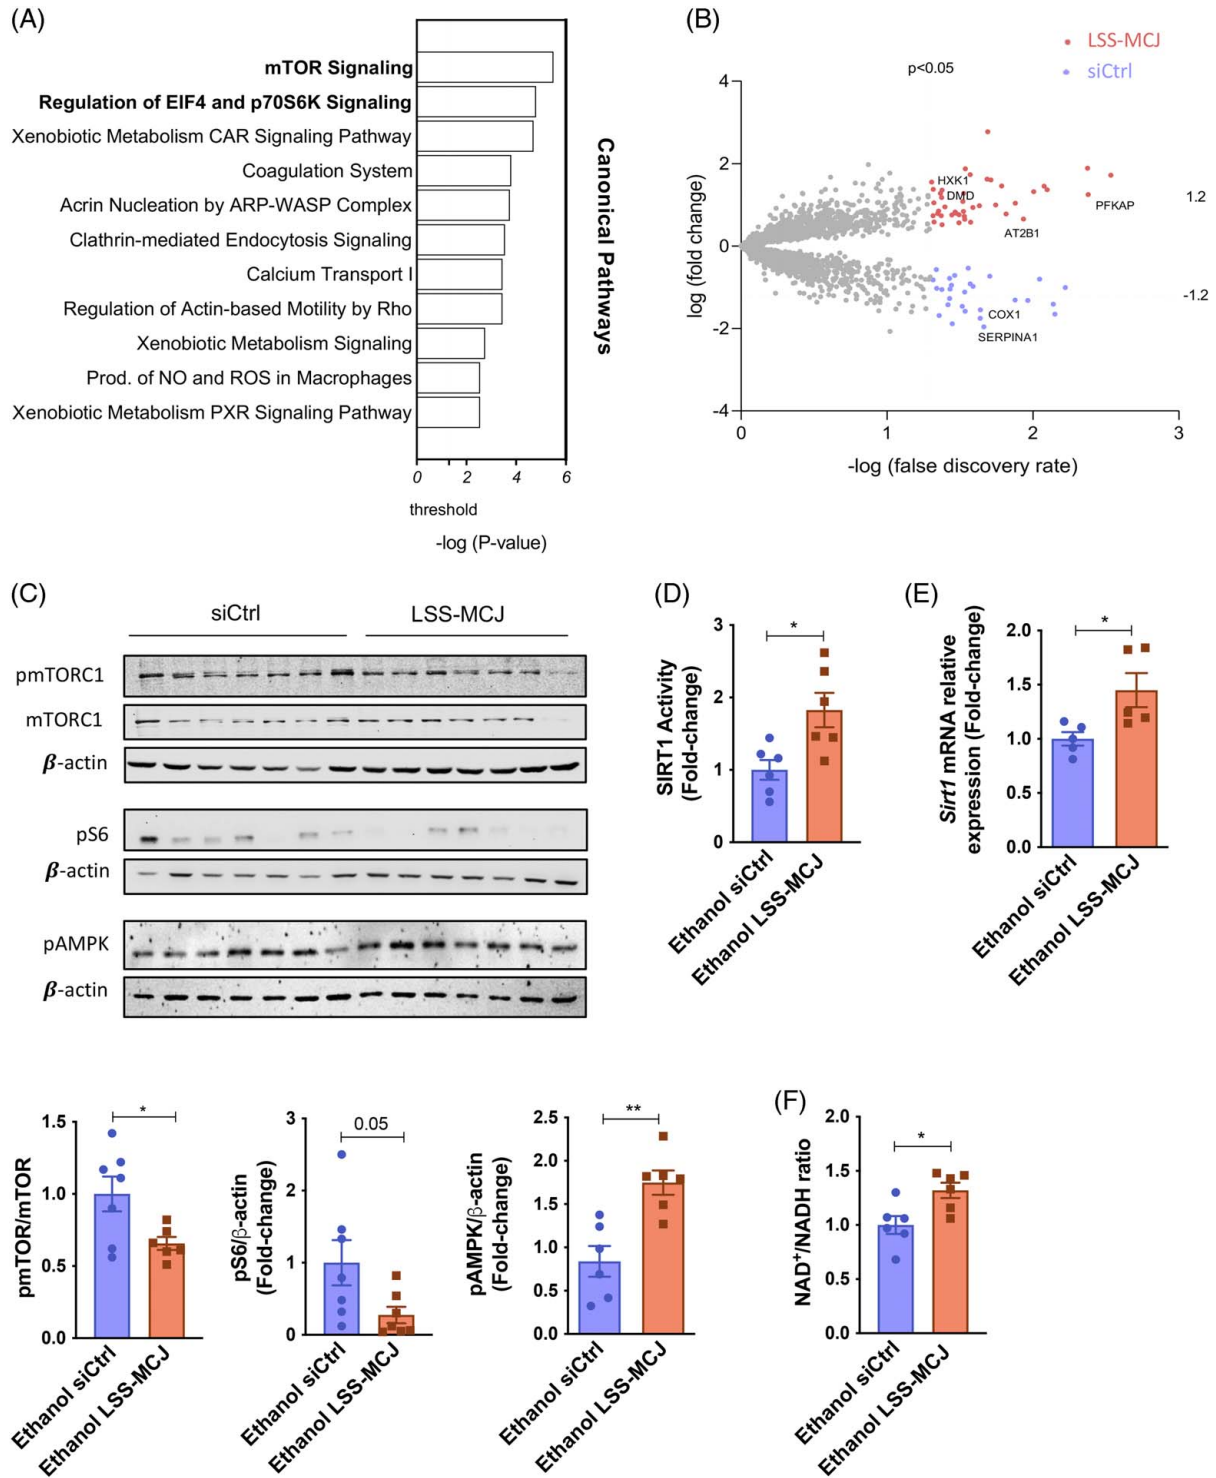 (A)
mTOR Signaling
Regulation of EIF4 and p70S6K Signaling
Xenobiotic Metabolism CAR Signaling Pathway
Coagulation System
Acrin Nucleation by ARP-WASP Complex
Clathrin-mediated Endocytosis Signaling
Calcium Transport I
Regulation of Actin-based Motility by Rho
Xenobiotic Metabolism Signaling
Prod. of NO and ROS in Macrophages
Xenobiotic Metabolism PXR Signaling Pathway
Canonical Pathways
0 2 4 6
threshold
-log (P-value)
(B)
LSS-MCJ
siCtrl
p<0.05
log (fold change)
4
2
0
-2
-4
HXK1
DMD
PFKAP
AT2B1
COX1
SERPINA1
1.2
-1.2
0 1 2 3
-log (false discovery rate)
(C)
siCtrl LSS-MCJ
pmTORC1
mTORC1
β-actin
pS6
β-actin
pAMPK
β-actin
(D)
SIRT1 Activity
(Fold-change)
3
2
1
0
*
Ethanol siCtrl
Ethanol LSS-MCJ
(E)
Sirt1 mRNA relative
expression (Fold-change)
2.0
1.5
1.0
0.5
0.0
*
Ethanol siCtrl
Ethanol LSS-MCJ
pmTOR/mTOR
1.5
1.0
0.5
0.0
*
Ethanol siCtrl
Ethanol LSS-MCJ
pS6/β-actin
(Fold-change)
3
2
1
0
0.05
Ethanol siCtrl
Ethanol LSS-MCJ
pAMPK/β-actin
(Fold-change)
2.5
2.0
1.5
1.0
0.5
0.0
**
Ethanol siCtrl
Ethanol LSS-MCJ
(F)
NAD+/NADH ratio
2.0
1.5
1.0
0.5
0.0
*
Ethanol siCtrl
Ethanol LSS-MCJ